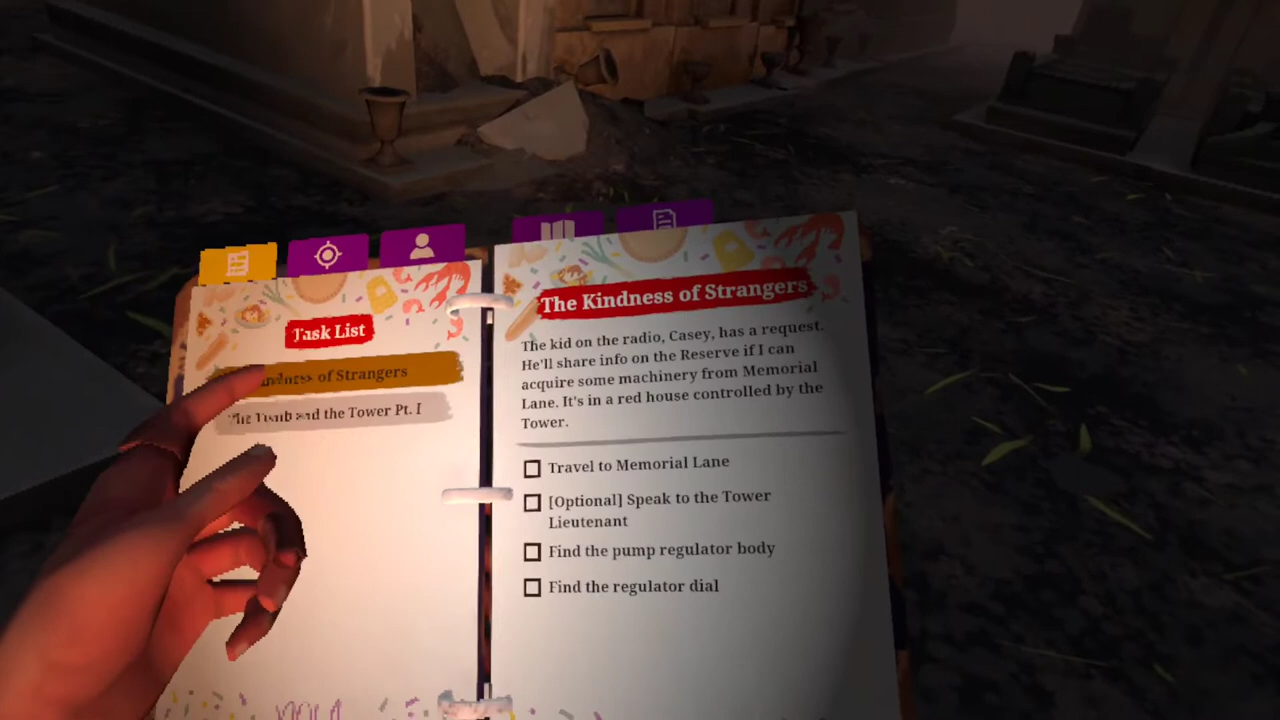 Task List
Kindness of Strangers
The Tomb and the Tower Pt. I
The Kindness of Strangers
The kid on the radio, Casey, has a request.
He'll share info on the Reserve if I can
acquire some machinery from Memorial
Lane. It's in a red house controlled by the
Tower.
Travel to Memorial Lane
[Optional] Speak to the Tower
Lieutenant
Find the pump regulator body
Find the regulator dial